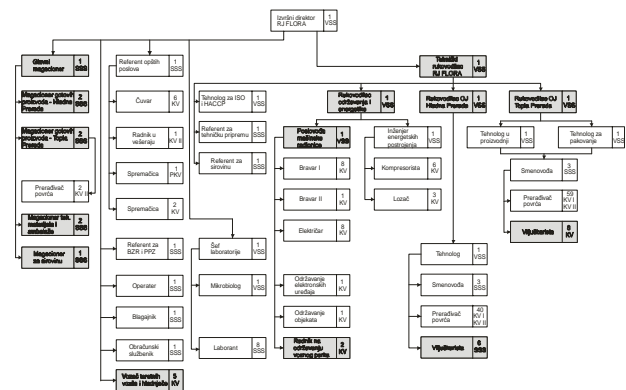 Izvršni direktor
RJ FLORA
1
VSS
Glavni
magacioner
1
SSS
Referent opštih
poslova
1
SSS
Tehnički
rukovodilac
RJ FLORA
1
VSS
Magacioner gotovih
proizvoda - Hladna
Prerada
2
SSS
Čuvar
6
KV
Tehnolog za ISO
i HACCP
1
VSS
Rukovodilac
održavanja i
energetike
1
VSS
Rukovodilac OJ
Hladna Prerada
1
VSS
Rukovodilac OJ
Topla Prerada
1
VSS
Magacioner gotovih
proizvoda - Topla
Prerada
2
SSS
Radnik u
vešeraju
1
KV II
Referent za
tehničku pripremu
1
SSS
Poslovođa
mašinske
radionice
1
VSS
Inženjer
energetskih
postrojenja
1
VSS
Tehnolog u
proizvodnji
1
VSS
Tehnolog za
pakovanje
1
VSS
Spremačica
1
PKV
Referent za
sirovinu
1
SSS
Bravar I
8
KV
Kompresorista
6
KV
Smenovođa
3
SSS
Prerađivač
povrća
2
KV II
Spremačica
2
KV
Bravar II
1
KV
Ložač
3
KV
Prerađivač
povrća
59
KV I
KV II
Magacioner teh.
materijala i
ambalaže
2
SSS
Električar
8
KV
Viljuškarista
8
KV
Magacioner
za sirovinu
1
SSS
Referent za
BZR i PPZ
1
SSS
Šef
laboratorije
1
VSS
Tehnolog
1
VSS
Operater
1
SSS
Mikrobiolog
1
VSS
Održavanje
elektronskih
uređaja
1
KV
Smenovođa
3
SSS
Blagajnik
1
SSS
Održavanje
objekata
1
KV
Prerađivač
povrća
40
KV I
KV II
Obračunski
službenik
1
SSS
Laborant
8
SSS
Radnik na
održavanju
voznog parka
2
KV
Viljuškarista
6
SSS
Vozač teretnih
vozila i hladnjače
5
KV